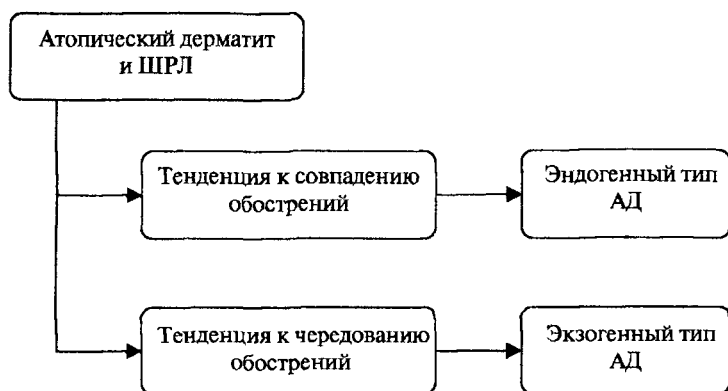 Атопический дерматит
и ШРЛ
Тенденция к совпадению
обострений
Эндогенный тип
АД
Тенденция к чередованию
обострений
Экзогенный тип
АД